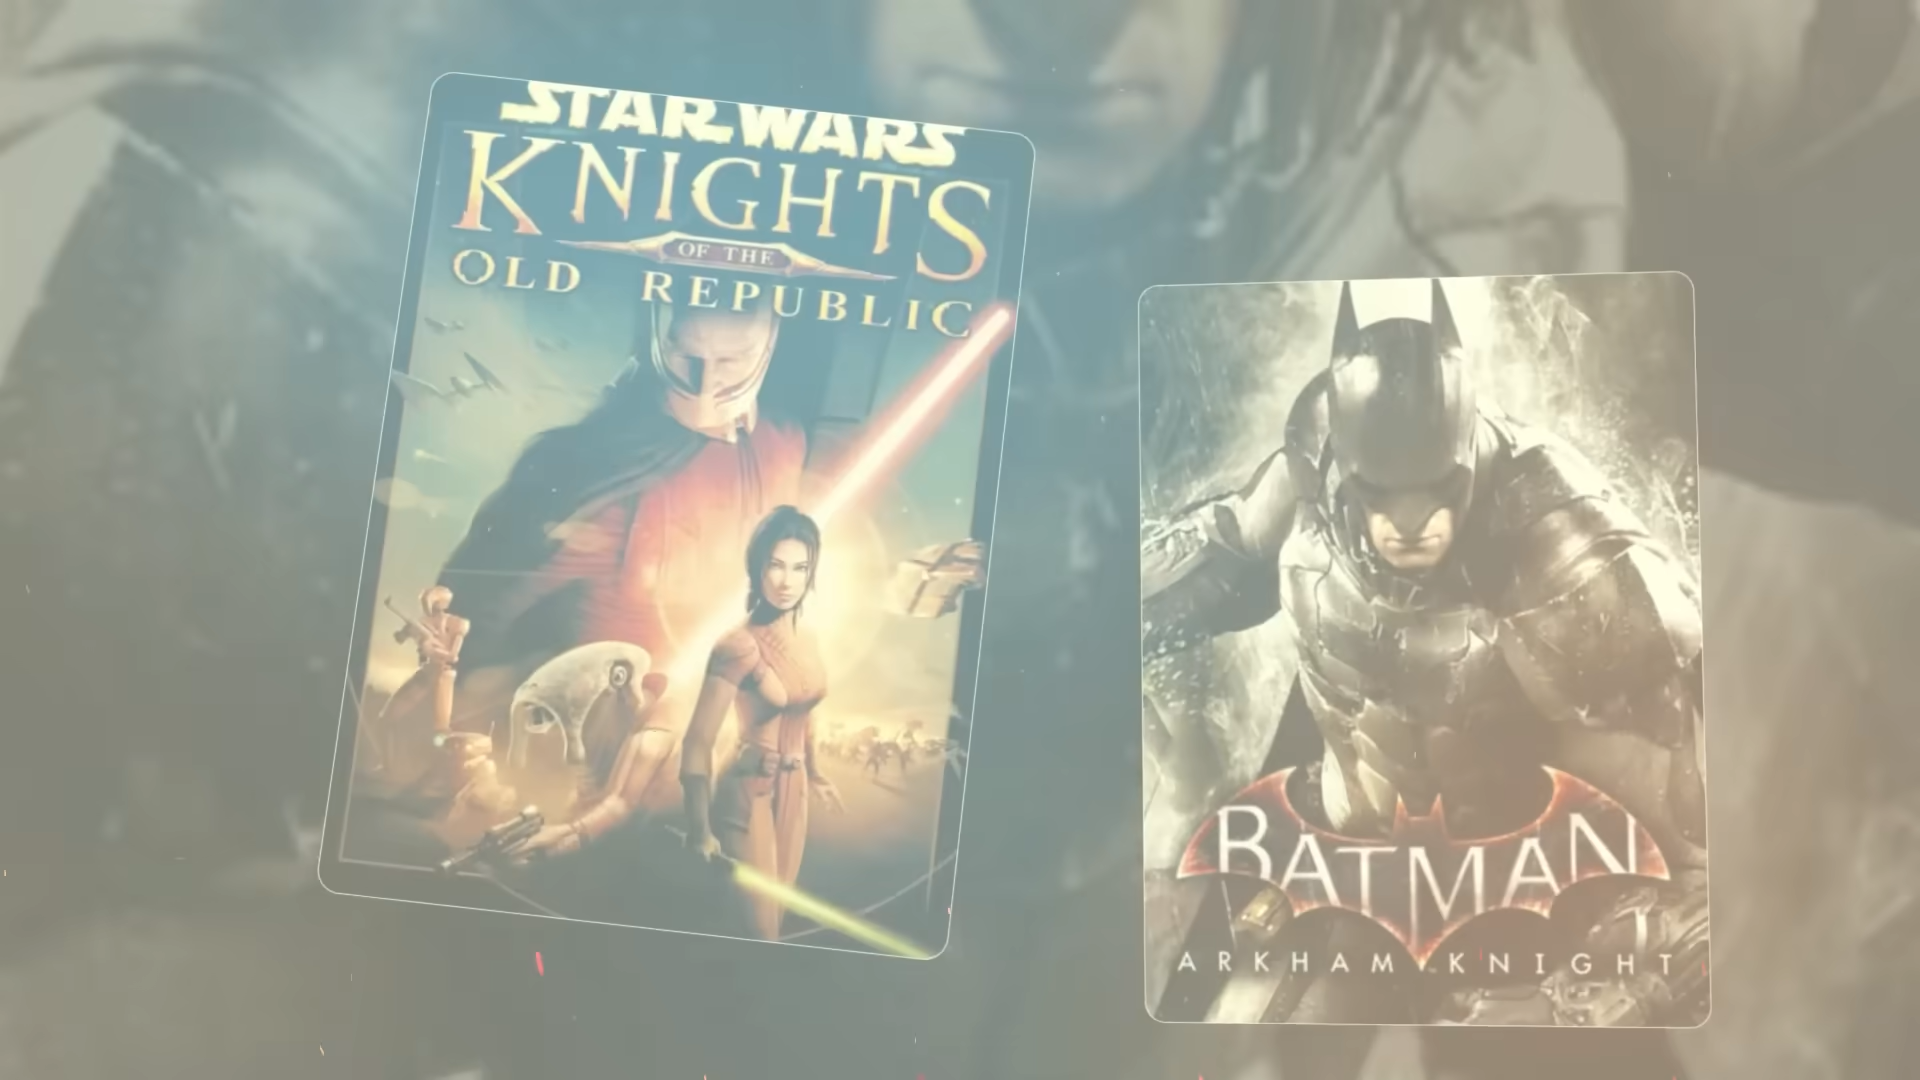 STAR WARS
KNIGHTS
OF THE
OLD REPUBLIC
BATMAN
ARKHAM KNIGHT